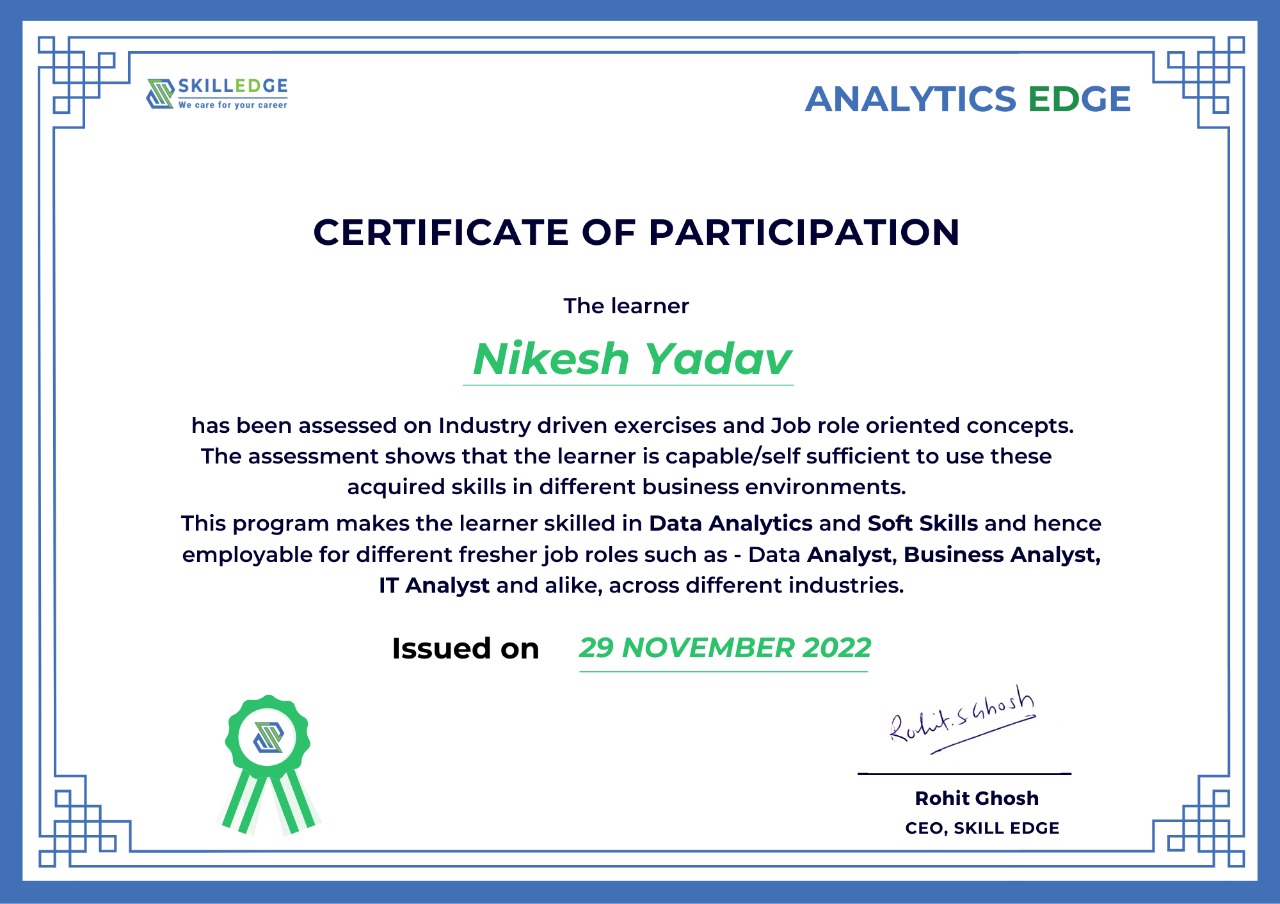 SKILLEDGE
We care for your career
ANALYTICS EDGE
CERTIFICATE OF PARTICIPATION
The learner
Nikesh Yadav
has been assessed on Industry driven exercises and Job role oriented concepts.
The assessment shows that the learner is capable/self sufficient to use these
acquired skills in different business environments.
This program makes the learner skilled in Data Analytics and Soft Skills and hence
employable for different fresher job roles such as - Data Analyst, Business Analyst,
IT Analyst and alike, across different industries.
Issued on 29 NOVEMBER 2022
Rohit.S Ghosh
Rohit Ghosh
CEO, SKILL EDGE